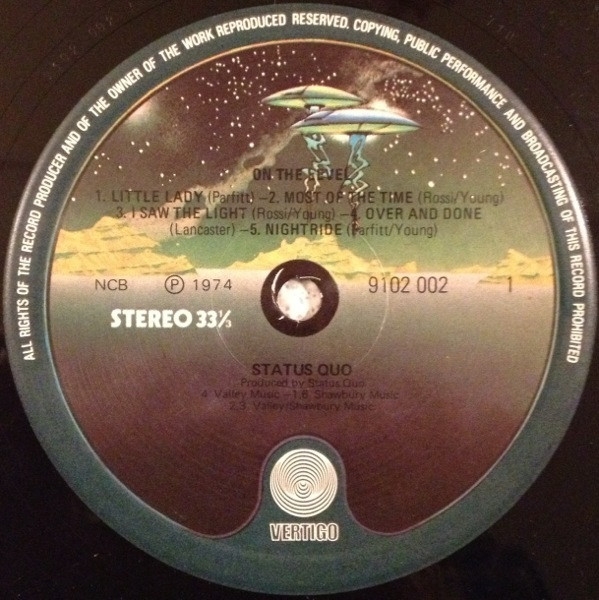 ALL RIGHTS OF THE RECORD PRODUCER AND OF THE OWNER OF THE WORK REPRODUCED RESERVED. COPYING, PUBLIC PERFORMANCE AND BROADCASTING OF THIS RECORD PROHIBITED
ON THE LEVEL
1. LITTLE LADY (Parfitt) –2. MOST OF THE TIME (Rossi/Young)
3. I SAW THE LIGHT (Rossi/Young) –4. OVER AND DONE
(Lancaster) –5. NIGHTRIDE (Parfitt/Young)
NCB ℗ 1974 9102 002 1
STEREO 33⅓
STATUS QUO
Produced by Status Quo
4. Valley Music –1.5. Shawbury Music
2.3. Valley/Shawbury Music
VERTIGO